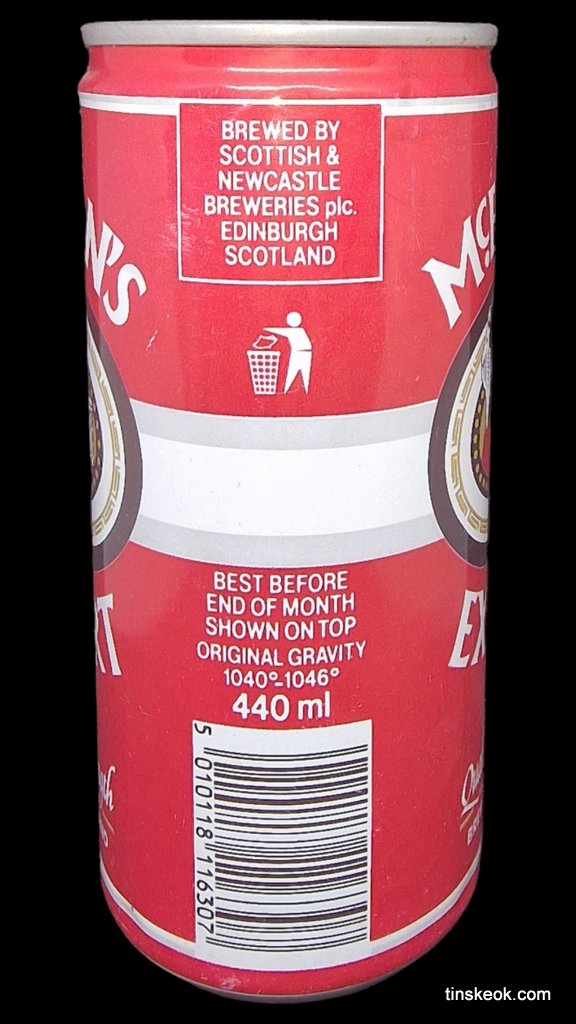 BREWED BY
SCOTTISH &
NEWCASTLE
BREWERIES plc.
EDINBURGH
SCOTLAND
N'S
BEST BEFORE
END OF MONTH
SHOWN ON TOP
ORIGINAL GRAVITY
1040°-1046°
440 ml
5 010118 116307
tinskeok.com